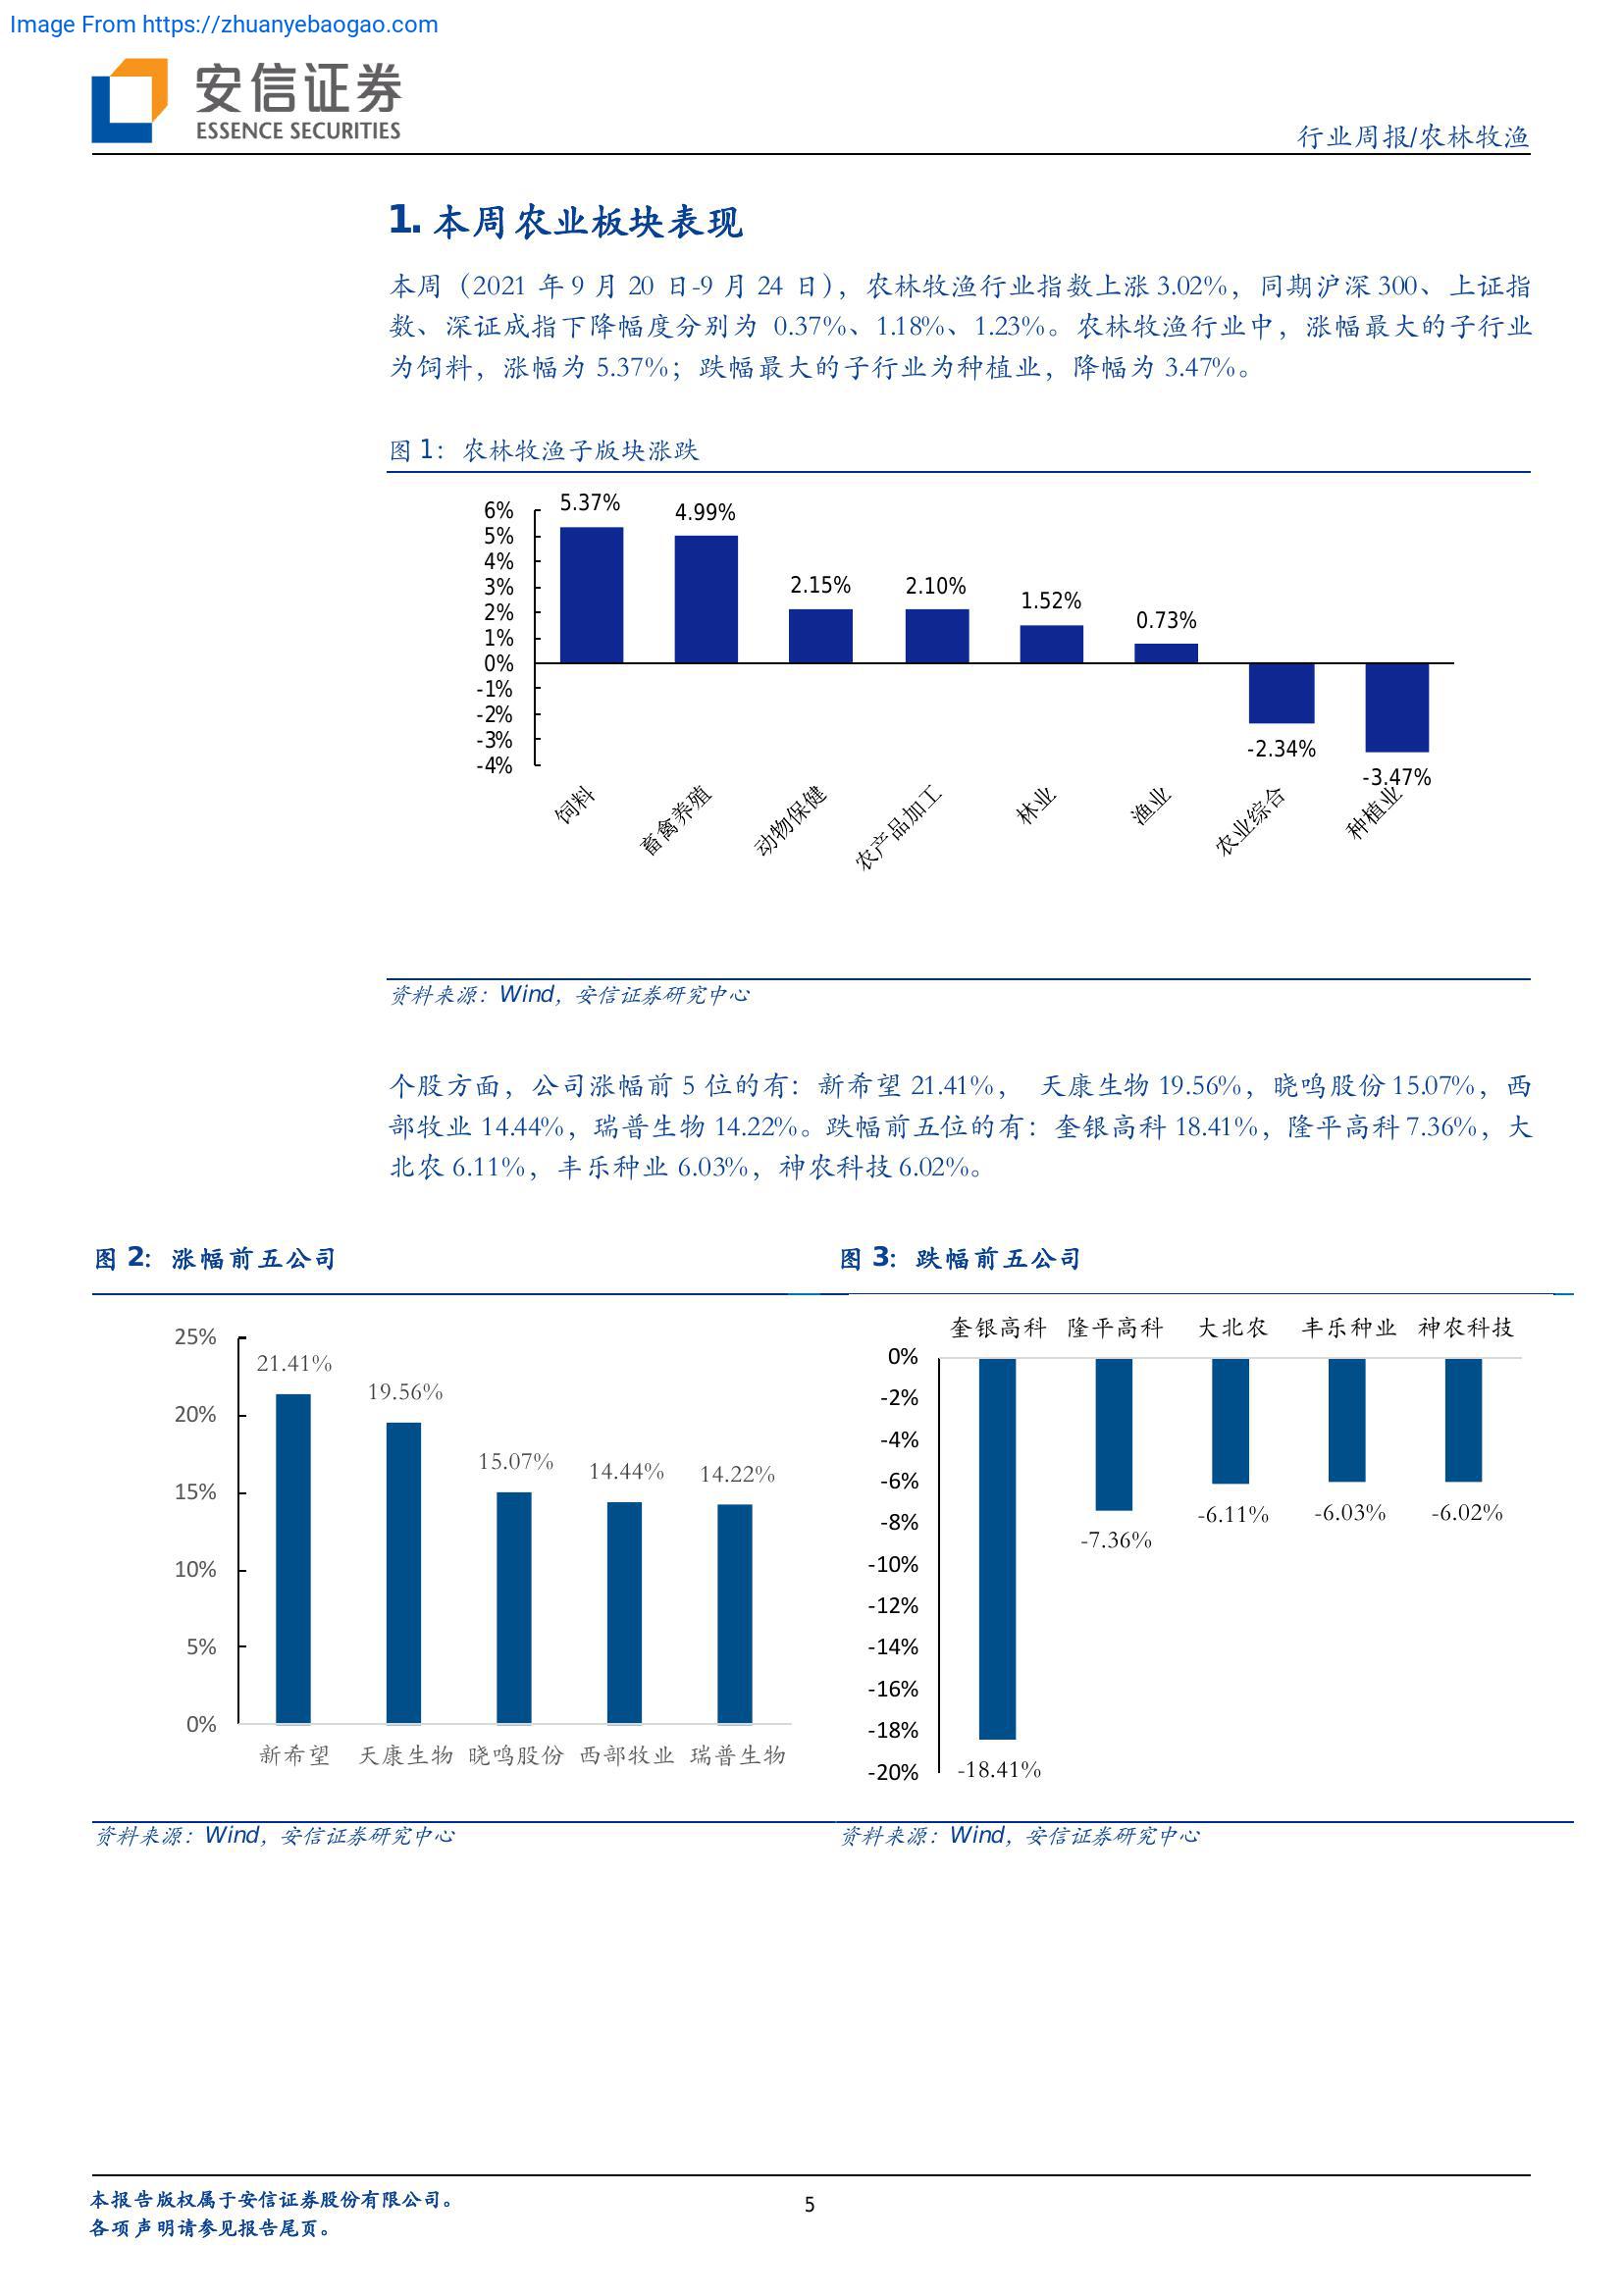 Image From https://zhuanyebaogao.com
安信证券
ESSENCE SECURITIES
行业周报/农林牧渔
1. 本周农业板块表现
本周（2021 年 9 月 20 日-9 月 24 日），农林牧渔行业指数上涨 3.02%，同期沪深 300、上证指
数、深证成指下降幅度分别为 0.37%、1.18%、1.23%。农林牧渔行业中，涨幅最大的子行业
为饲料，涨幅为 5.37%；跌幅最大的子行业为种植业，降幅为 3.47%。
图 1：农林牧渔子版块涨跌
6%
5%
4%
3%
2%
1%
0%
-1%
-2%
-3%
-4%
5.37%
4.99%
2.15%
2.10%
1.52%
0.73%
-2.34%
-3.47%
饲料
畜禽养殖
动物保健
农产品加工
林业
渔业
农业综合
种植业
资料来源：Wind，安信证券研究中心
个股方面，公司涨幅前 5 位的有：新希望 21.41%， 天康生物 19.56%，晓鸣股份 15.07%，西
部牧业 14.44%，瑞普生物 14.22%。跌幅前五位的有：奎银高科 18.41%，隆平高科 7.36%，大
北农 6.11%，丰乐种业 6.03%，神农科技 6.02%。
图 2：涨幅前五公司
25%
20%
15%
10%
5%
0%
21.41%
19.56%
15.07%
14.44%
14.22%
新希望
天康生物
晓鸣股份
西部牧业
瑞普生物
资料来源：Wind，安信证券研究中心
图 3：跌幅前五公司
奎银高科
隆平高科
大北农
丰乐种业
神农科技
0%
-2%
-4%
-6%
-8%
-10%
-12%
-14%
-16%
-18%
-20%
-18.41%
-7.36%
-6.11%
-6.03%
-6.02%
资料来源：Wind，安信证券研究中心
本报告版权属于安信证券股份有限公司。
各项声明请参见报告尾页。
5